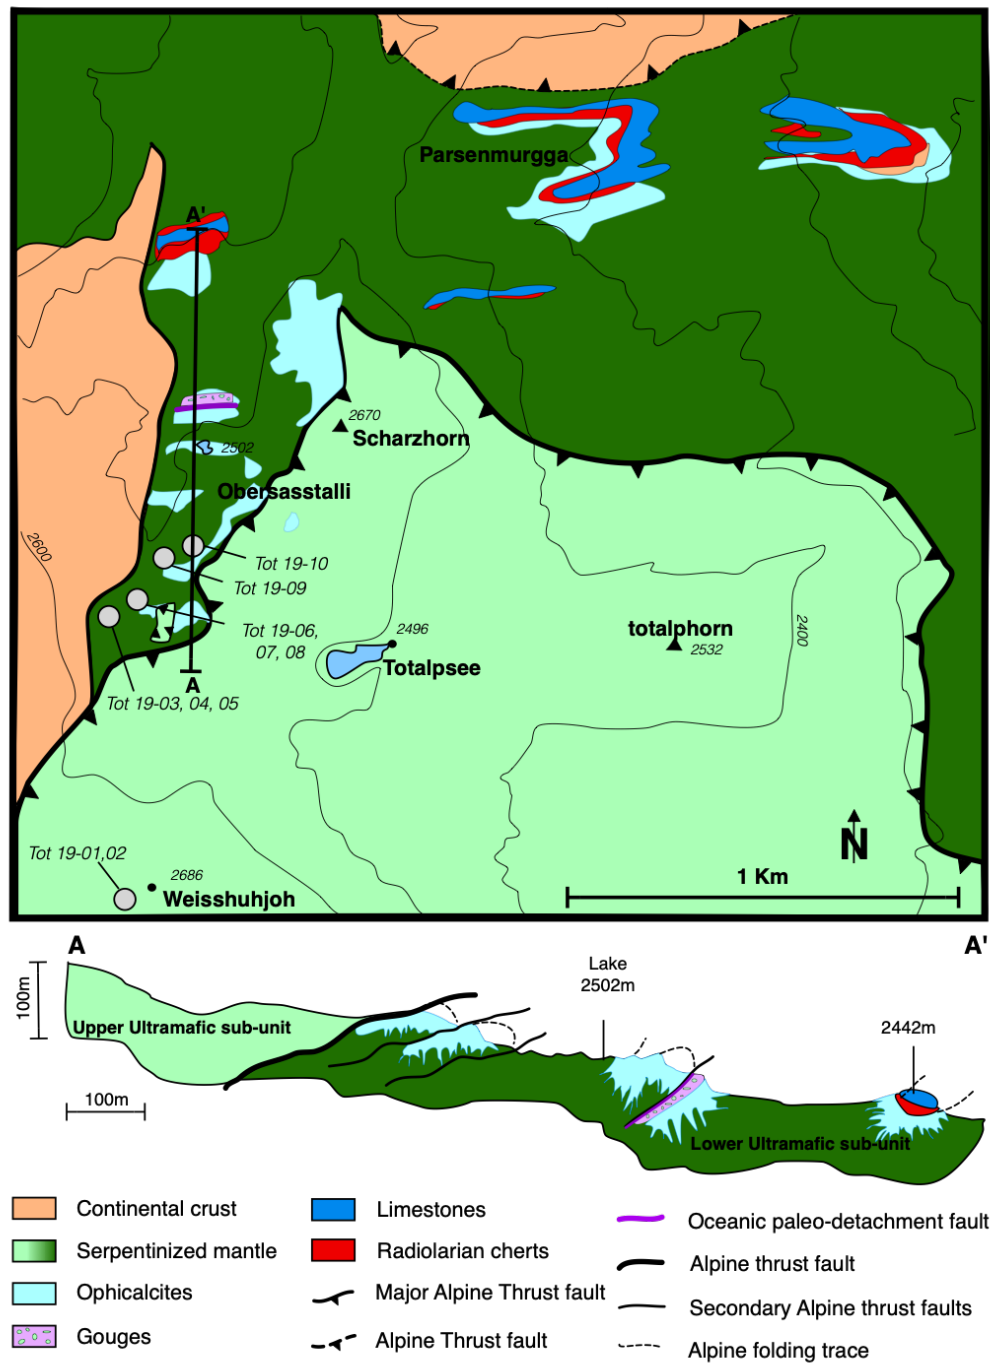 Parsenmurgga
A'
2670
Scharzhorn
2502
Obersasstalli
2600
Tot 19-10
Tot 19-09
Tot 19-06,
07, 08
2496
Totalpsee
totalphorn
2532
2400
A
Tot 19-03, 04, 05
N
Tot 19-01,02
2686
Weisshuhjoh
1 Km
A
A'
Lake
2502m
100m
Upper Ultramafic sub-unit
2442m
100m
Lower Ultramafic sub-unit
Continental crust
Serpentinized mantle
Ophicalcites
Gouges
Limestones
Radiolarian cherts
Major Alpine Thrust fault
Alpine Thrust fault
Oceanic paleo-detachment fault
Alpine thrust fault
Secondary Alpine thrust faults
Alpine folding trace